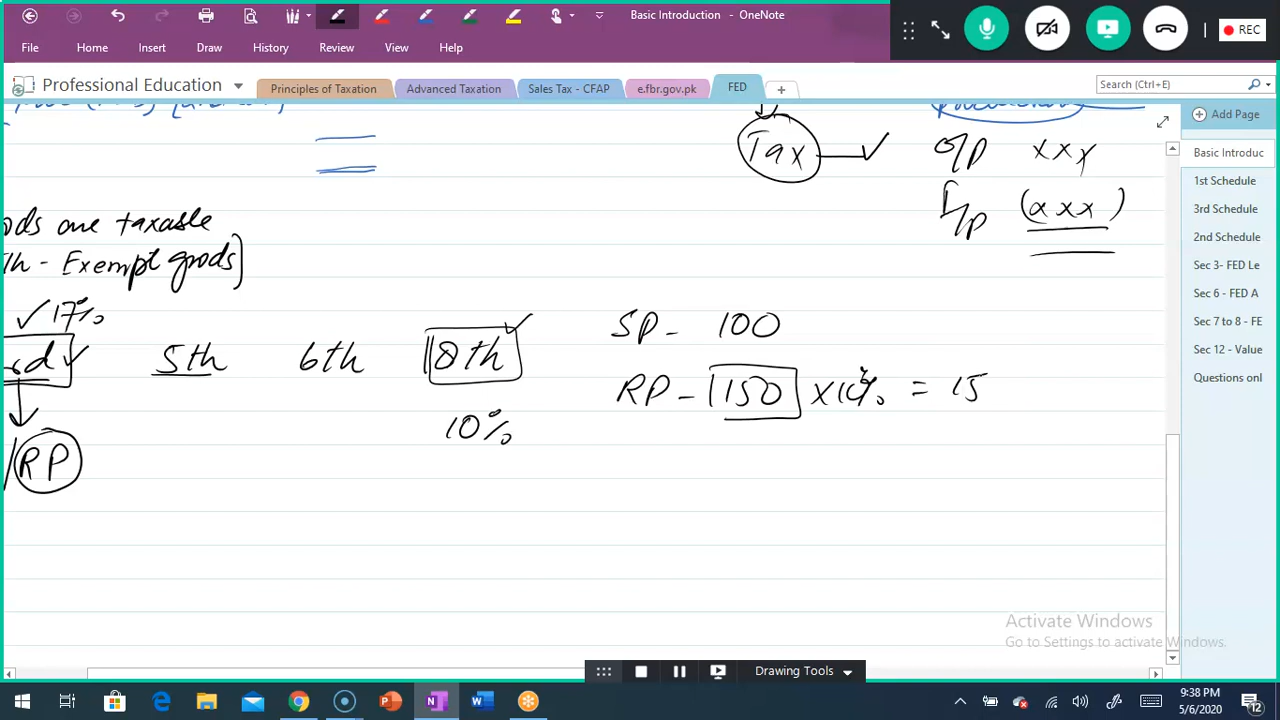 Basic Introduction - OneNote
REC
File Home Insert Draw History Review View Help
Professional Education
Principles of Taxation
Advanced Taxation
Sales Tax - CFAP
e.fbr.gov.pk
FED
Search (Ctrl+E)
Add Page
Basic Introduc
1st Schedule
3rd Schedule
2nd Schedule
Sec 3- FED Le
Sec 6 - FED A
Sec 7 to 8 - FE
Sec 12 - Value
Questions onl
Tax
O/p xxx
I/p (xxx)
ods are taxable
th - Exempt goods]
17%
rd 5th 6th 8th
10%
RP
SP - 100
RP - 150 x 10% = 15
Activate Windows
Go to Settings to activate Windows.
Drawing Tools
9:38 PM
5/6/2020
12